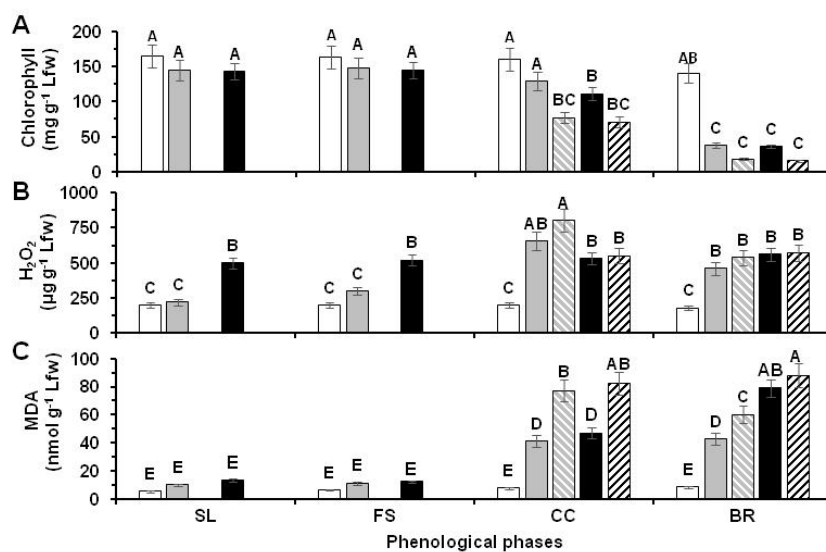 A
Chlorophyll
(mg g-1 Lfw)
200
150
100
50
0
A A A
A A A
A A BC B BC
AB C C C C
B
H2O2
(µg g-1 Lfw)
1000
750
500
250
0
C C B
C C B
C AB A B B
C B B B B
C
MDA
(nmol g-1 Lfw)
100
80
60
40
20
0
E E E
E E E
E D B D AB
E D C AB A
SL FS CC BR
Phenological phases